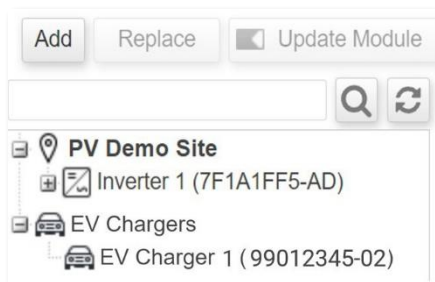 Add Replace Update Module
PV Demo Site
Inverter 1 (7F1A1FF5-AD)
EV Chargers
EV Charger 1 (99012345-02)